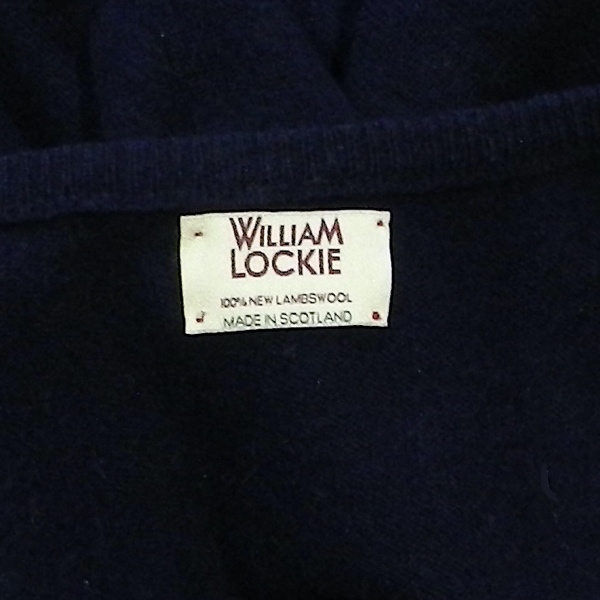 WILLIAM
LOCKIE
100% NEW LAMBSWOOL
MADE IN SCOTLAND